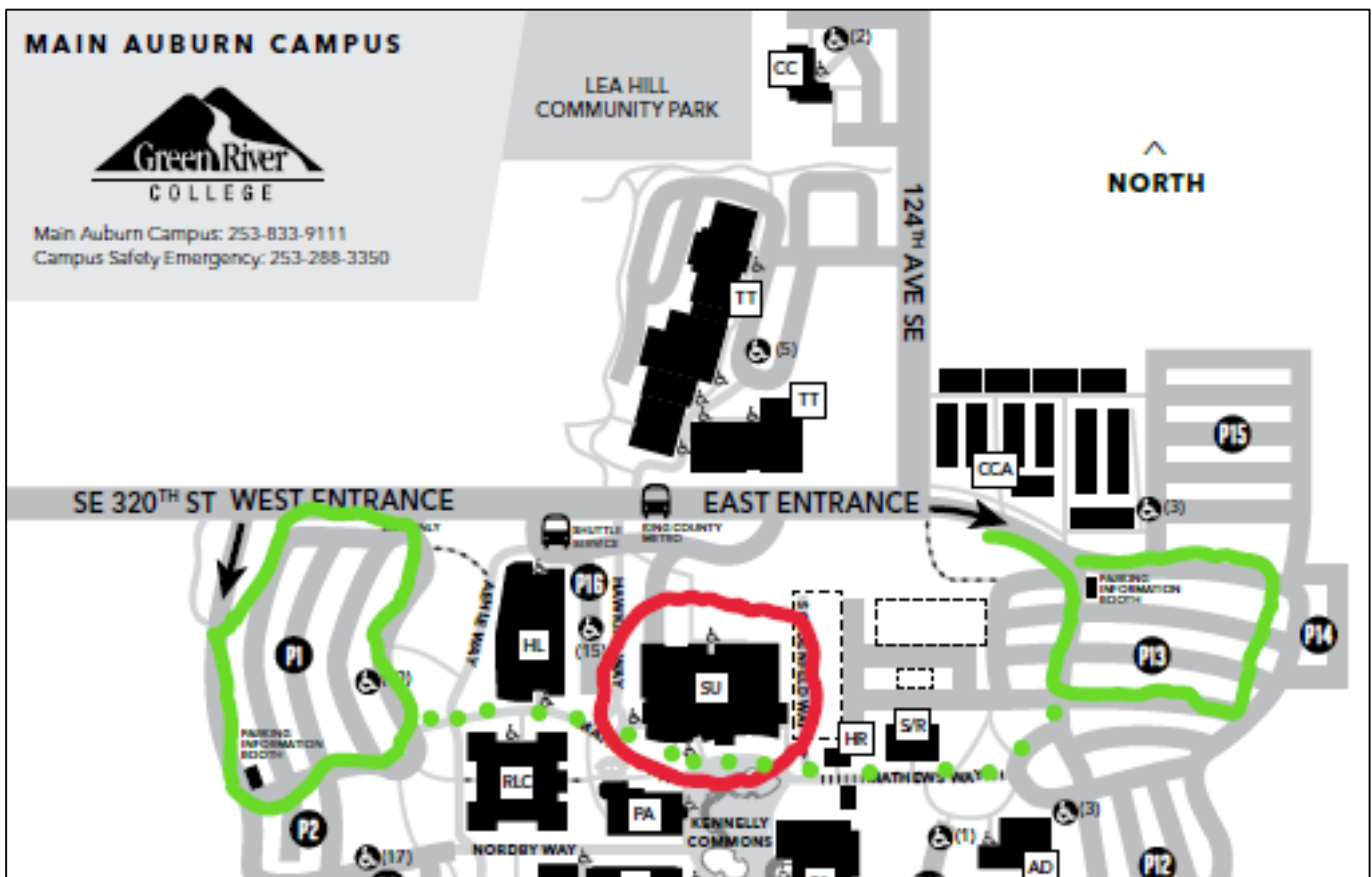 MAIN AUBURN CAMPUS
Green River
COLLEGE
Main Auburn Campus: 253-833-9111
Campus Safety Emergency: 253-288-3350
LEA HILL
COMMUNITY PARK
CC
(2)
NORTH
124TH AVE SE
TT
(5)
TT
P15
CCA
(3)
SE 320TH ST
WEST ENTRANCE
EAST ENTRANCE
SHUTTLE
SERVICE
KING COUNTY
METRO
P16
(15)
HL
P1
PARKING
INFORMATION
BOOTH
SU
PARKING
INFORMATION
BOOTH
P13
P14
HR
S/R
MATHEWS WAY
RLC
PA
KENNELLY
COMMONS
P2
(17)
NORDBY WAY
(1)
(3)
AD
P12